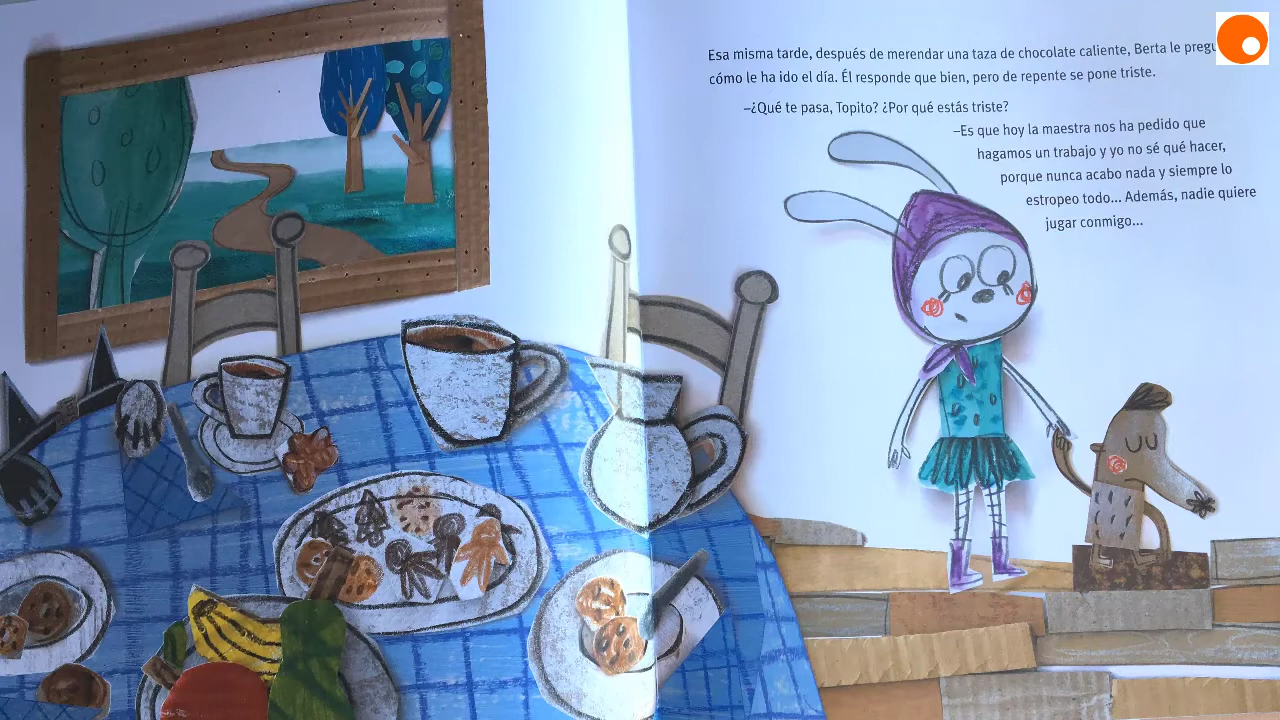 Esa misma tarde, después de merendar una taza de chocolate caliente, Berta le
cómo le ha ido el día. Él responde que bien, pero de repente se pone triste.
–¿Qué te pasa, Topito? ¿Por qué estás triste?
–Es que hoy la maestra nos ha pedido que
hagamos un trabajo y yo no sé qué hacer,
porque nunca acabo nada y siempre lo
estropeo todo... Además, nadie quiere
jugar conmigo...